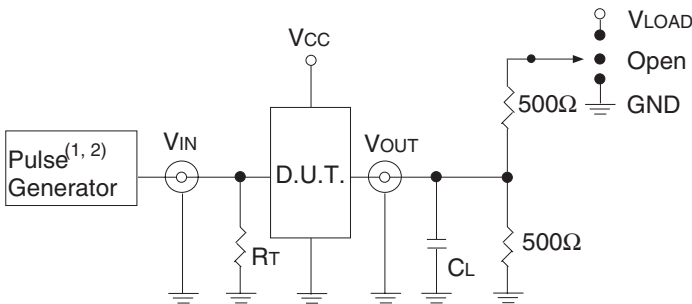 VLOAD
VCC
Open
500Ω
GND
Pulse(1, 2)
Generator
VIN
D.U.T.
VOUT
500Ω
RT
CL